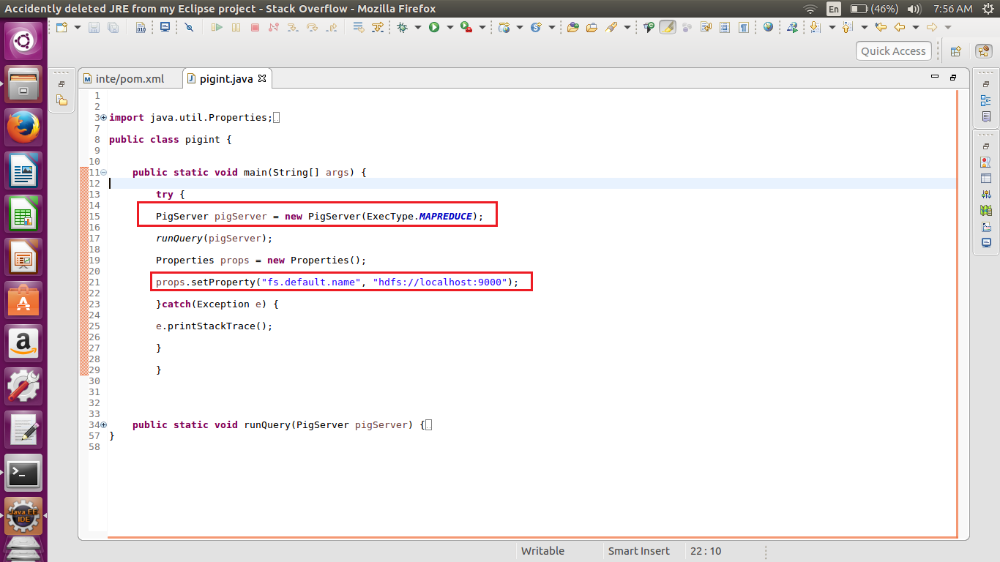 Accidently deleted JRE from my Eclipse project - Stack Overflow - Mozilla Firefox
En
(46%)
7:56 AM
010
Quick Access
inte/pom.xml
pigint.java
1
2
3 import java.util.Properties;
7
8 public class pigint {
9
10
11 public static void main(String[] args) {
12
13 try {
14
15 PigServer pigServer = new PigServer(ExecType.MAPREDUCE);
16
17 runQuery(pigServer);
18
19 Properties props = new Properties();
20
21 props.setProperty("fs.default.name", "hdfs://localhost:9000");
22
23 }catch(Exception e) {
24
25 e.printStackTrace();
26
27 }
28
29 }
30
31
32
33
34 public static void runQuery(PigServer pigServer) {
57 }
58
Java EE
IDE
Writable
Smart Insert
22 : 10